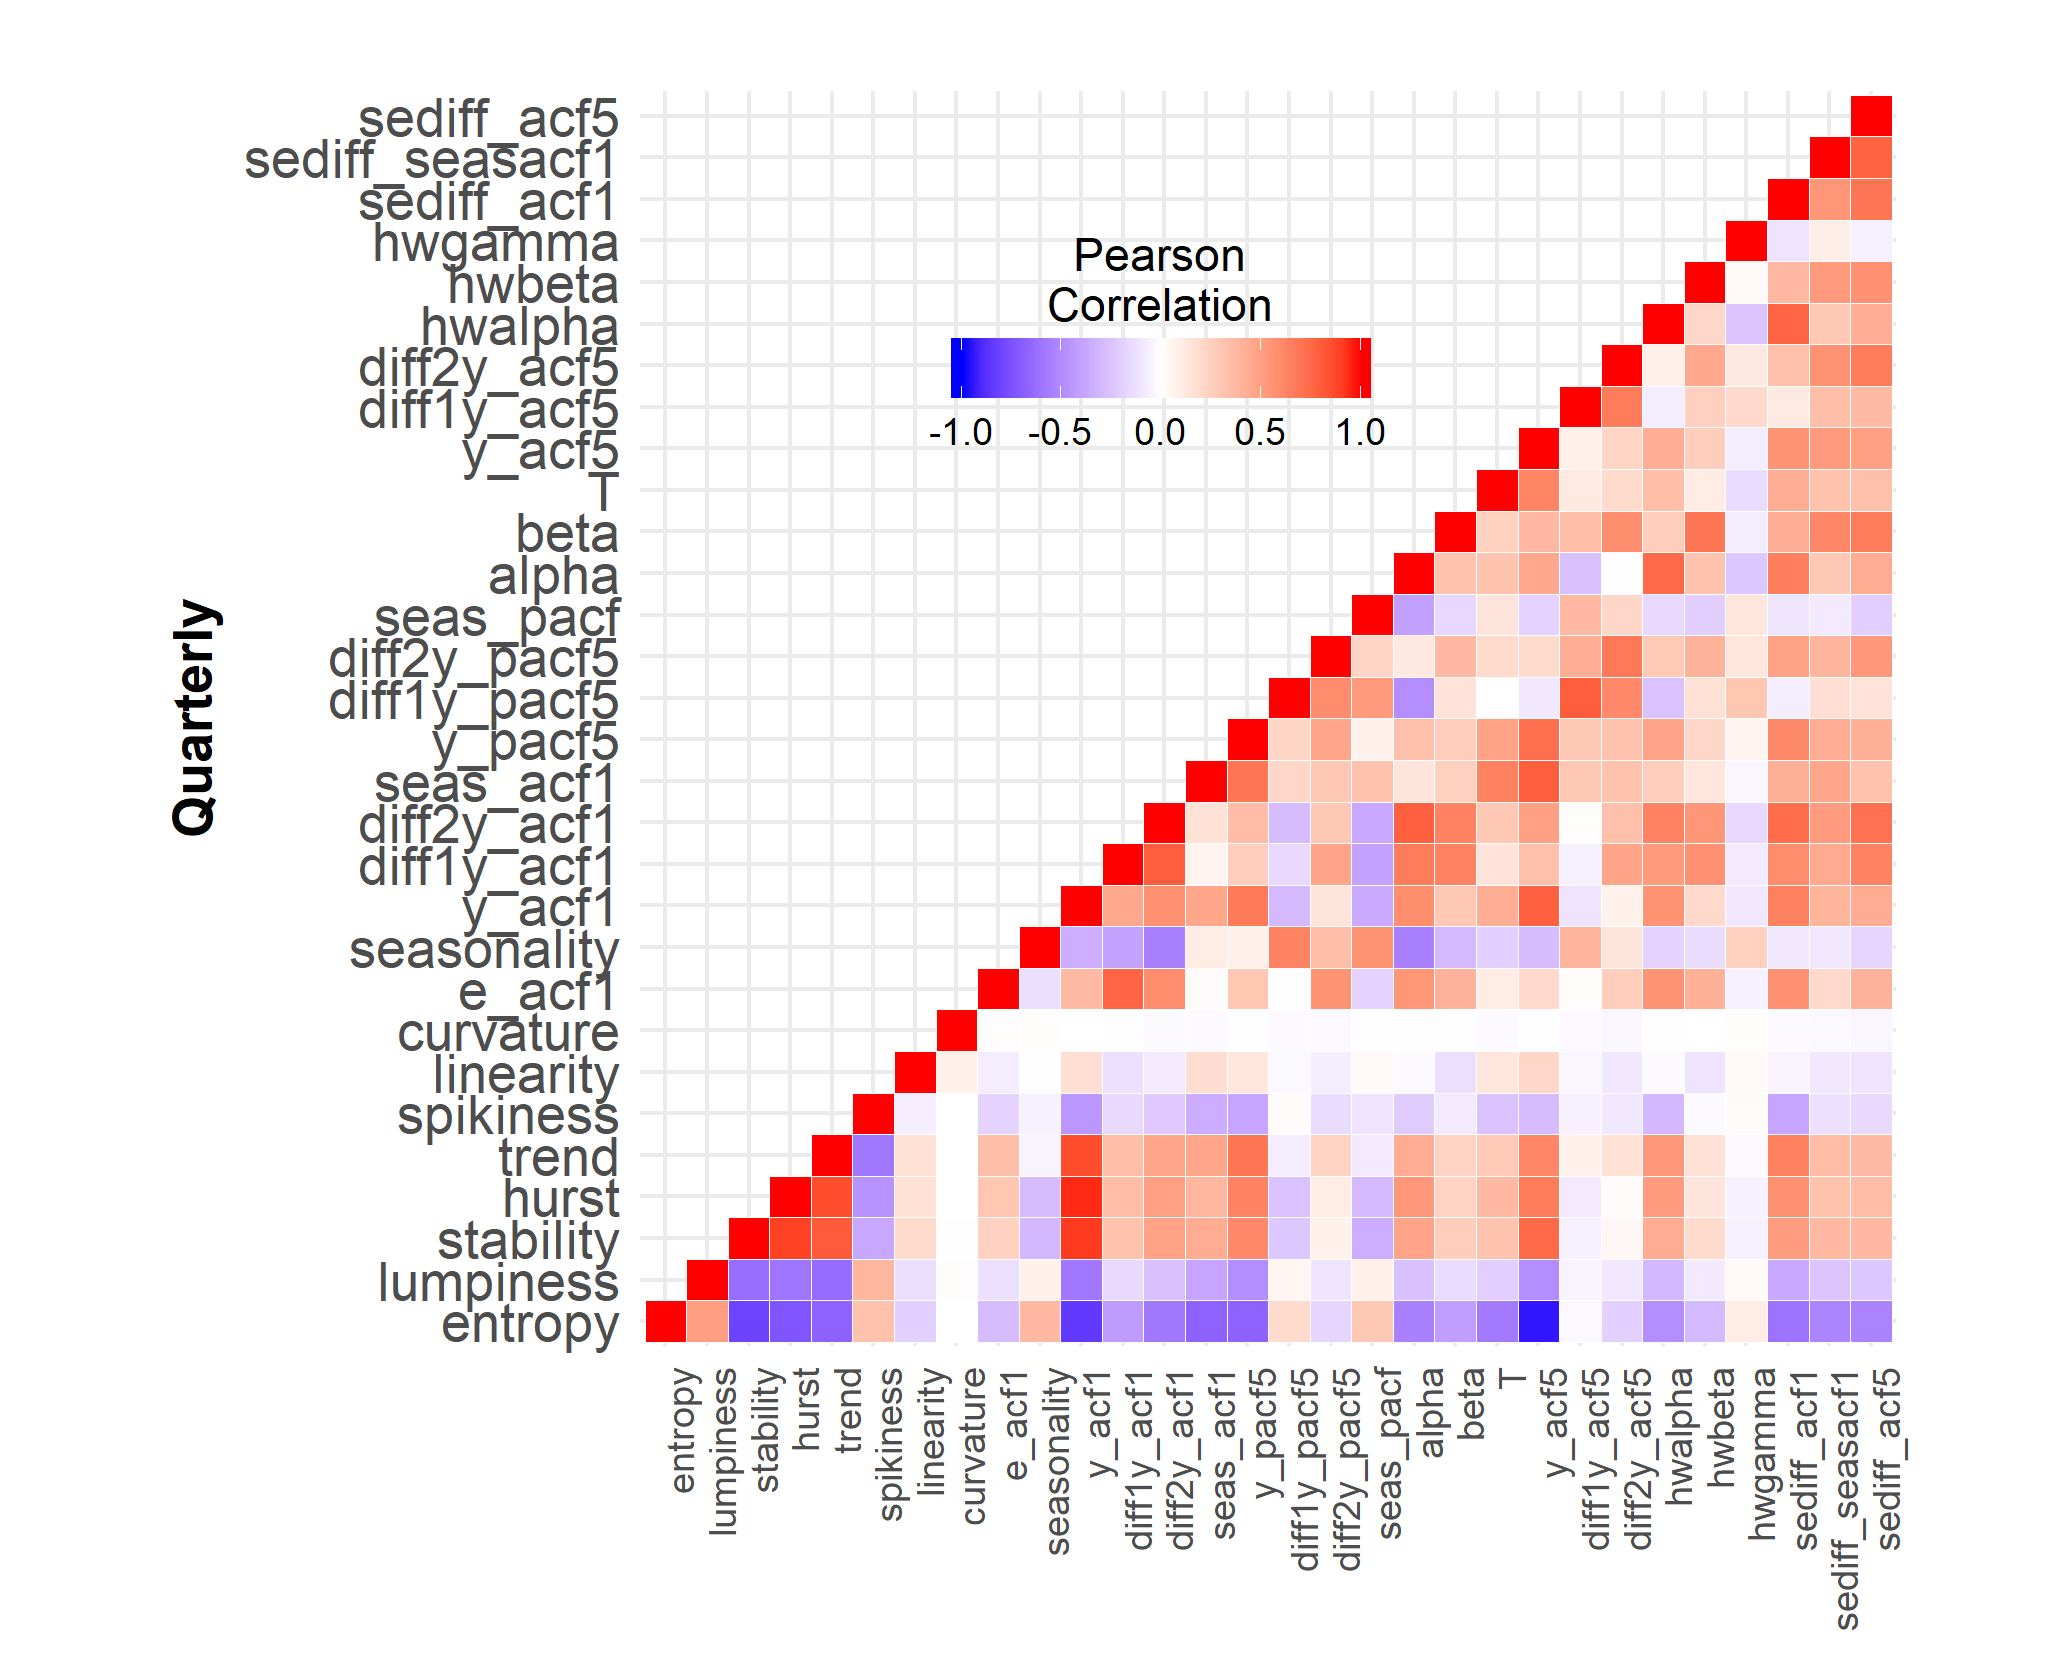 sediff_acf5
sediff_seasacf1
sediff_acf1
hwgamma
hwbeta
hwalpha
diff2y_acf5
diff1y_acf5
y_acf5
T
beta
alpha
seas_pacf
diff2y_pacf5
diff1y_pacf5
y_pacf5
seas_acf1
diff2y_acf1
diff1y_acf1
y_acf1
seasonality
e_acf1
curvature
linearity
spikiness
trend
hurst
stability
lumpiness
entropy
Quarterly
Pearson
Correlation
-1.0 -0.5 0.0 0.5 1.0
entropy
lumpiness
stability
hurst
trend
spikiness
linearity
curvature
e_acf1
seasonality
y_acf1
diff1y_acf1
diff2y_acf1
seas_acf1
y_pacf5
diff1y_pacf5
diff2y_pacf5
seas_pacf
alpha
beta
T
y_acf5
diff1y_acf5
diff2y_acf5
hwalpha
hwbeta
hwgamma
sediff_acf1
sediff_seasacf1
sediff_acf5